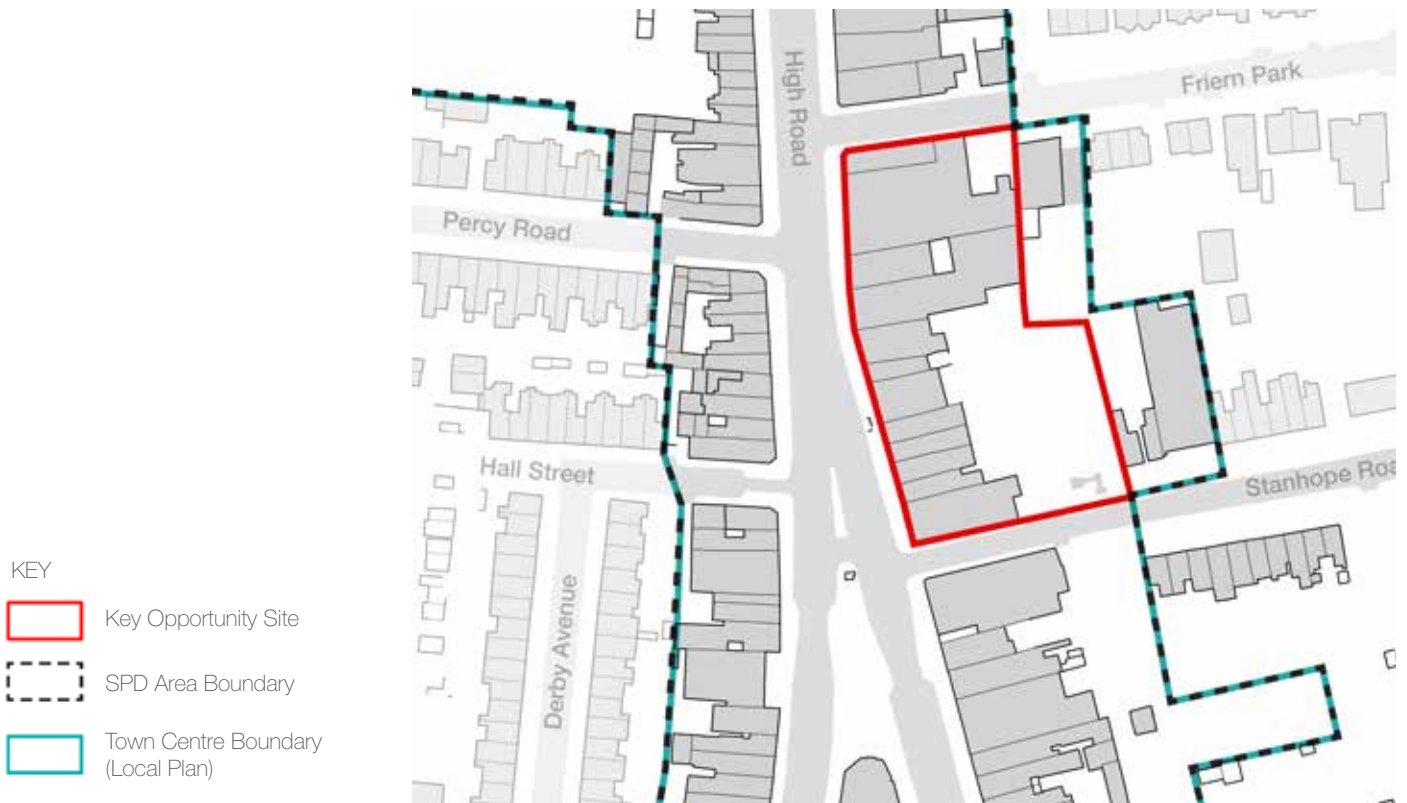 High Road
Friern Park
Percy Road
Hall Street
Derby Avenue
Stanhope Roa
KEY
Key Opportunity Site
SPD Area Boundary
Town Centre Boundary
(Local Plan)